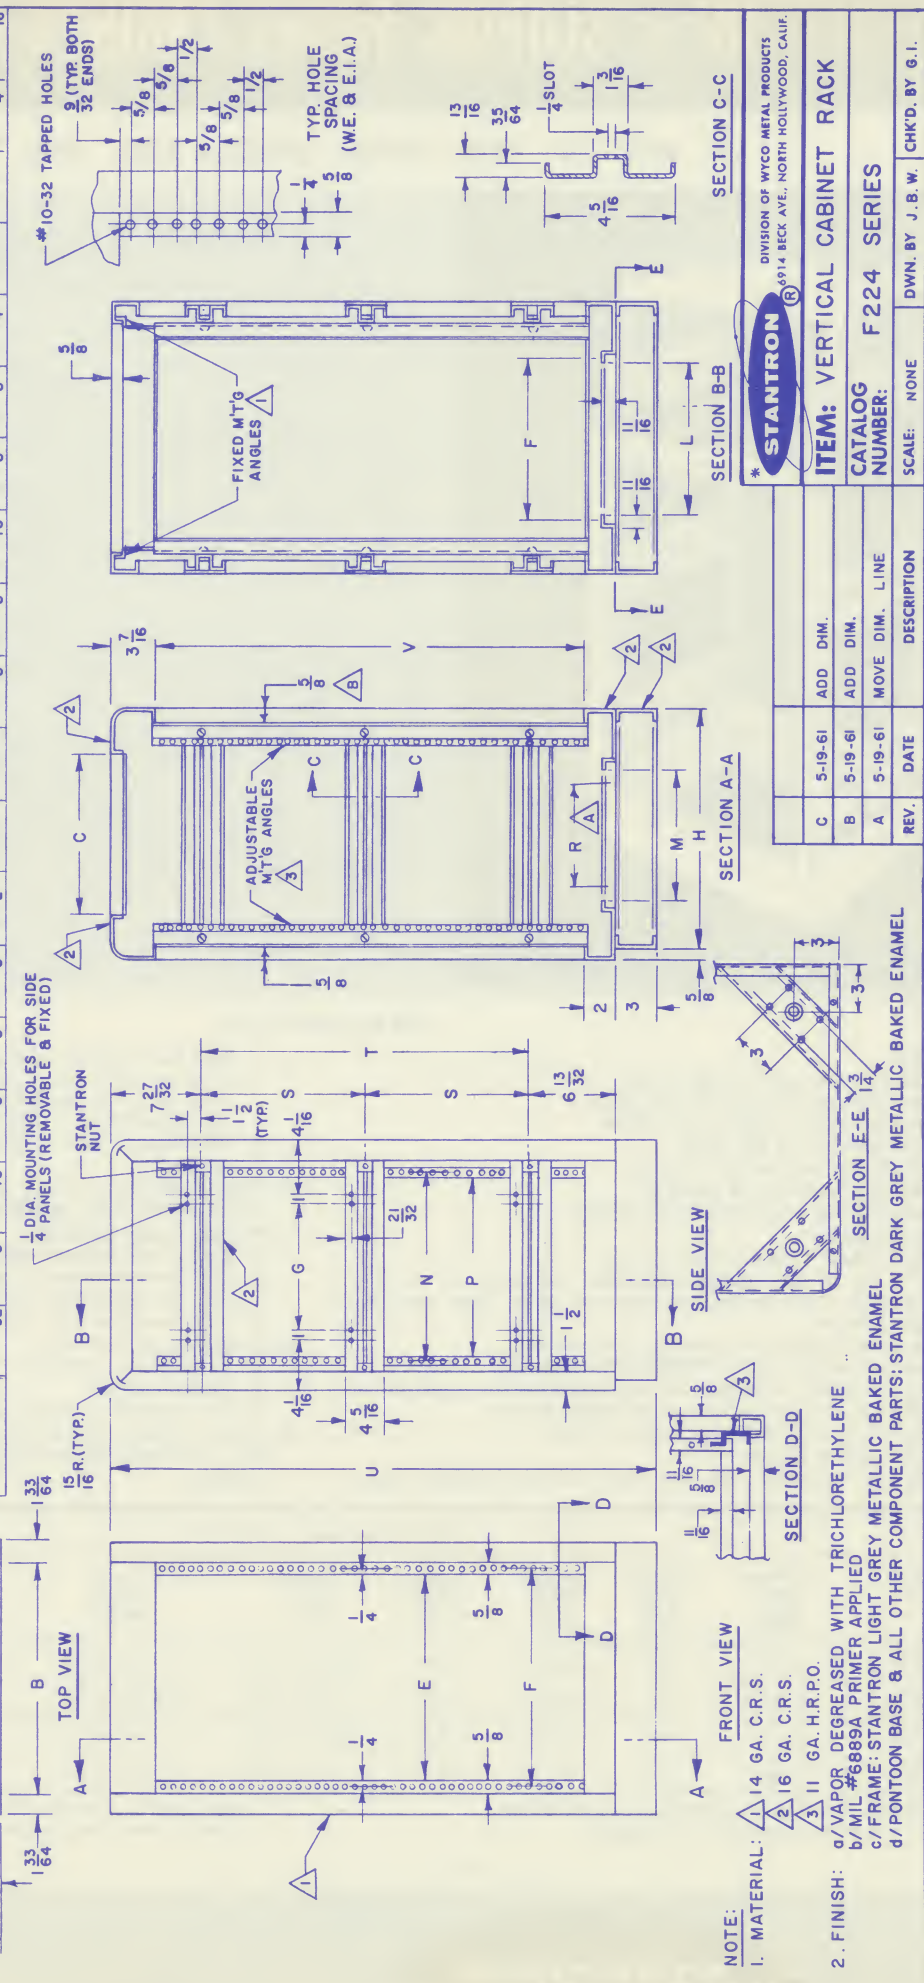 1 33/64
B
1 33/64
TOP VIEW
A
A
1
1/4
1/4
E
5/8
5/8
F
D
D
FRONT VIEW
U
15/16 R.(TYP.)
1/4 DIA. MOUNTING HOLES FOR SIDE
PANELS (REMOVABLE & FIXED)
STANTRON
NUT
B
B
7 27/32
1 1/2
(TYP.)
4 1/16
4 1/16
1
1
G
S
S
T
2
21/32
N
P
4 5/16
1 1/2
6 13/32
SIDE VIEW
2
2
C
3 7/16
ADJUSTABLE
M'T'G ANGLES
3
C
C
5/8
5/8
B
V
R
A
M
H
2
3
5/8
2
2
SECTION A-A
5/8
FIXED M'T'G
ANGLES
1
F
11/16
11/16
L
E
E
SECTION B-B
#10-32 TAPPED HOLES
9/32 (TYP. BOTH
ENDS)
5/8
5/8
1/2
5/8
5/8
1/2
1/4
5/8
TYP. HOLE
SPACING
(W.E. & E.I.A.)
13/16
35/64
1/4 SLOT
1 3/16
4 5/16
SECTION C-C
11/16
11/16
5/8
5/8
3
SECTION D-D
3
3
3
3/14
SECTION E-E
NOTE:
1. MATERIAL: 1 14 GA. C.R.S.
2 16 GA. C.R.S.
3 11 GA. H.R.P.O.
2. FINISH: a/ VAPOR DEGREASED WITH TRICHLORETHYLENE
b/ MIL #6889A PRIMER APPLIED
c/ FRAME: STANTRON LIGHT GREY METALLIC BAKED ENAMEL
d/ PONTOON BASE & ALL OTHER COMPONENT PARTS: STANTRON DARK GREY METALLIC BAKED ENAMEL
C 5-19-61 ADD DIM.
B 5-19-61 ADD DIM.
A 5-19-61 MOVE DIM. LINE
REV. DATE DESCRIPTION
* STANTRON ®
DIVISION OF WYCO METAL PRODUCTS
6914 BECK AVE., NORTH HOLLYWOOD, CALIF.
ITEM: VERTICAL CABINET RACK
CATALOG
NUMBER: F224 SERIES
SCALE: NONE DWN. BY J.B.W. CHK'D. BY G.I.